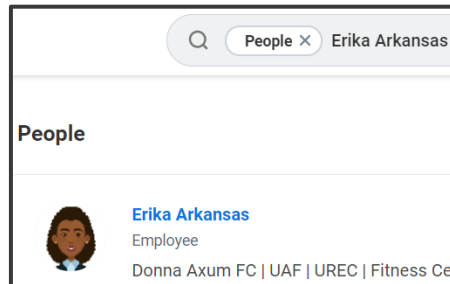 People × Erika Arkansas
People
Erika Arkansas
Employee
Donna Axum FC | UAF | UREC | Fitness Ce